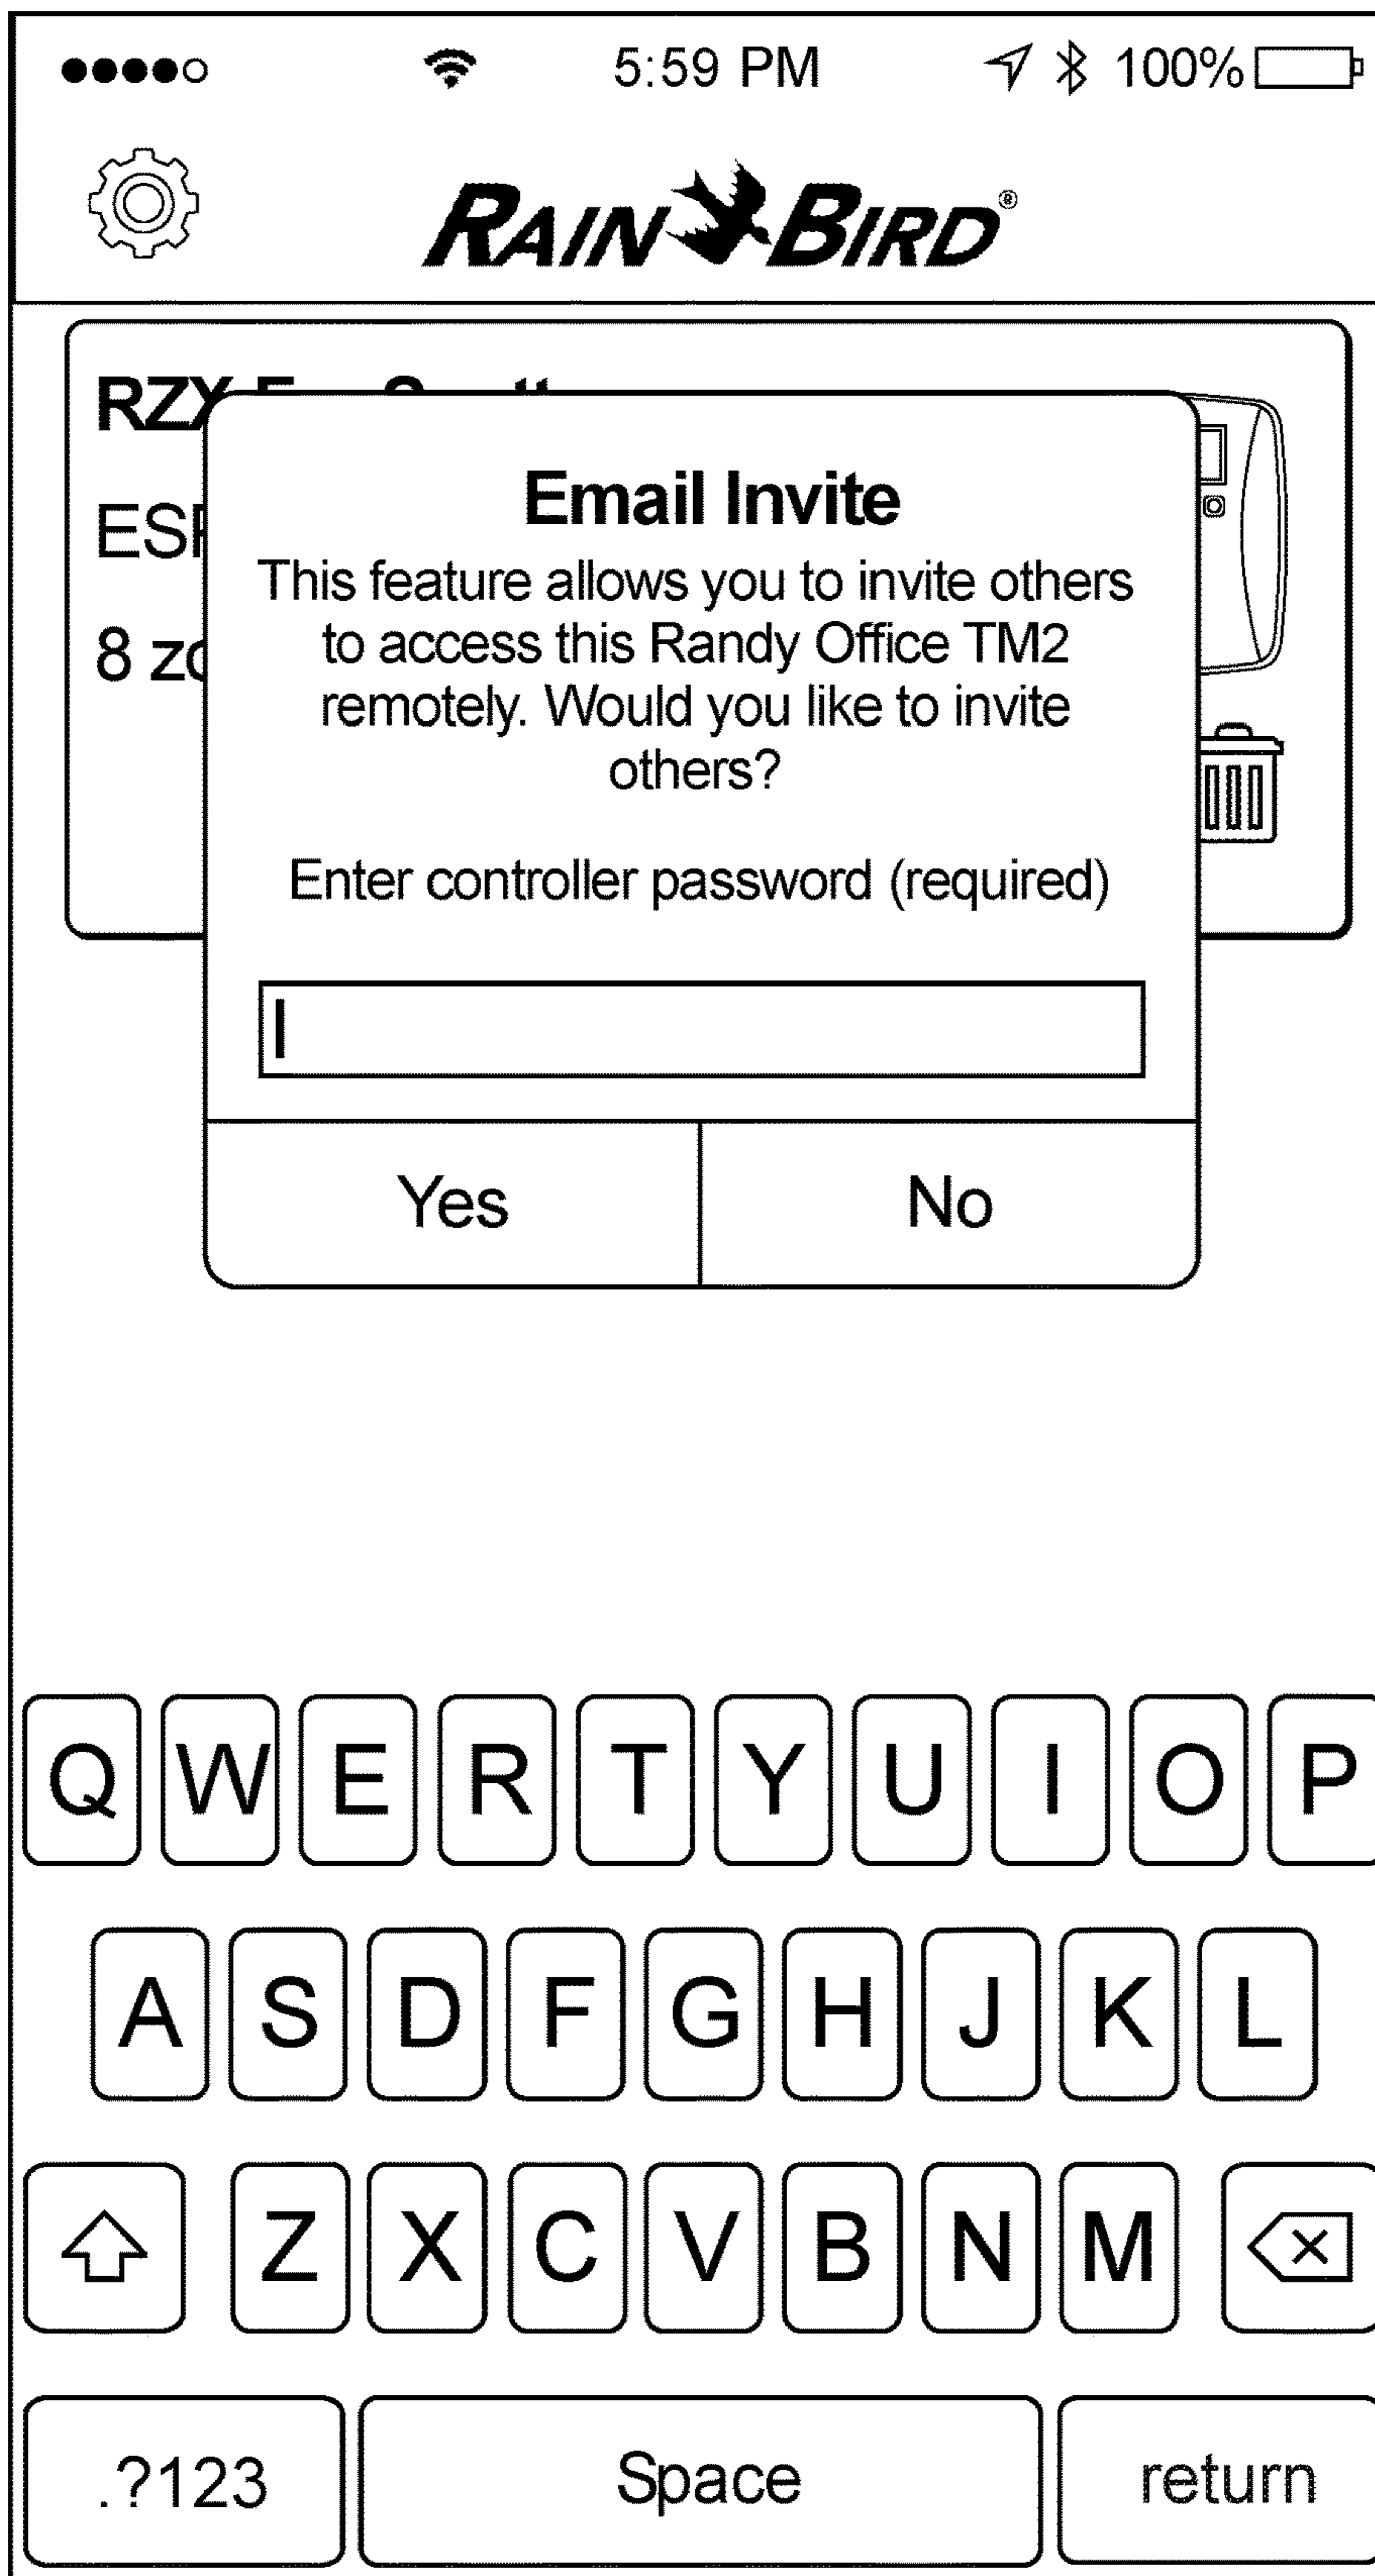 5:59 PM 100%
RAIN BIRD®
RZX
Email Invite
This feature allows you to invite others
to access this Randy Office TM2
remotely. Would you like to invite
others?
8
Enter controller password (required)
Yes No
Q W E R T Y U I O P
A S D F G H J K L
Z X C V B N M
.?123 Space return